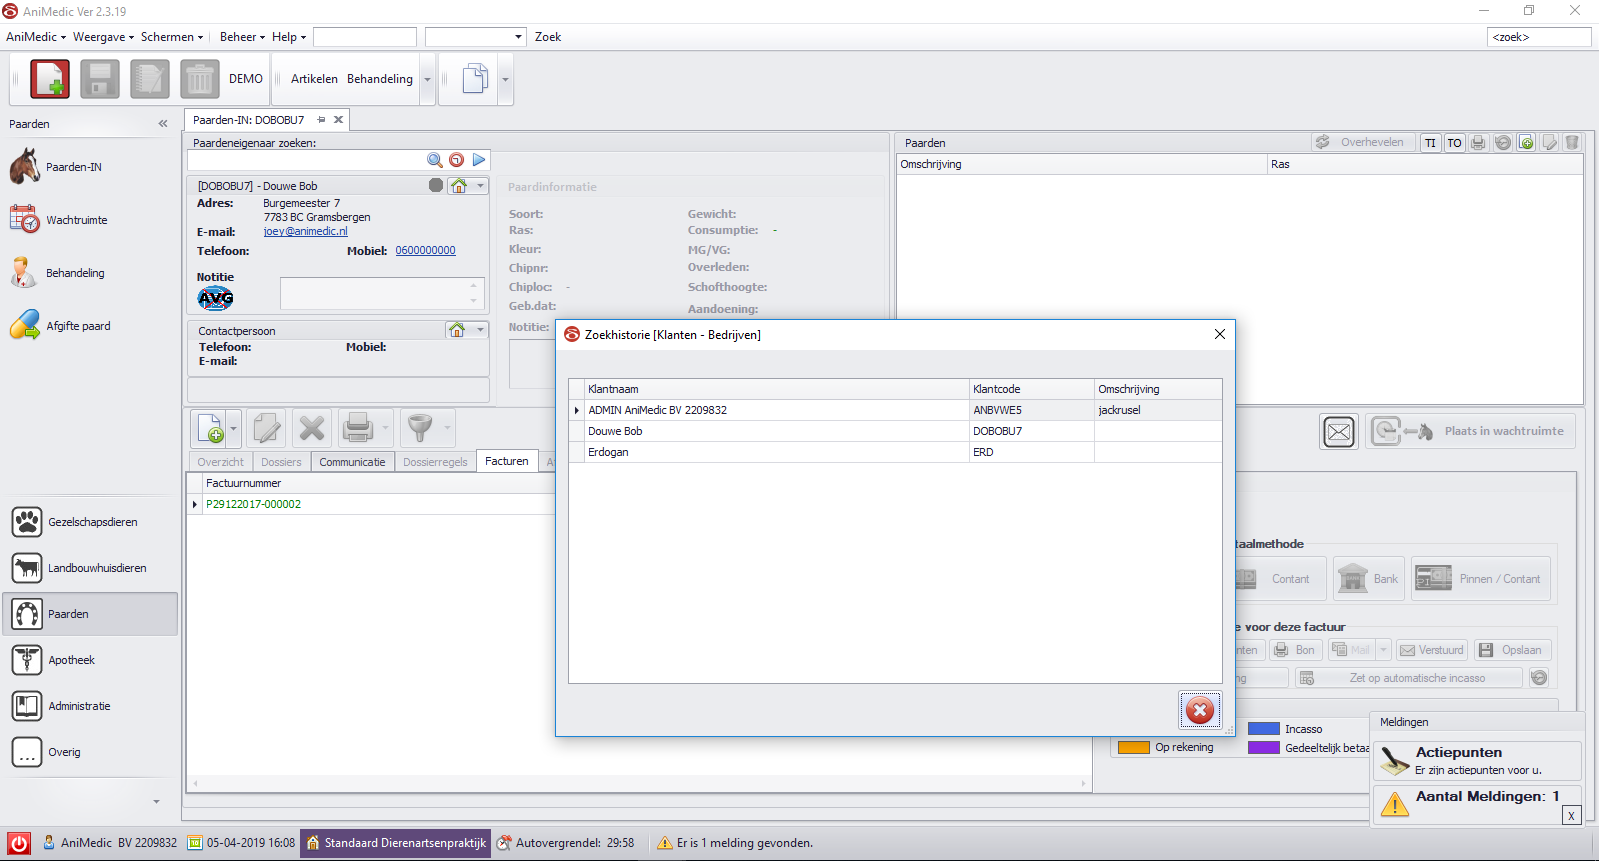 AniMedic Ver 2.3.19
AniMedic Weergave Schermen Beheer Help Zoek <zoek>
DEMO Artikelen Behandeling
Paarden
Paarden-IN
Wachtruimte
Behandeling
Afgifte paard
Gezelschapsdieren
Landbouwhuisdieren
Paarden
Apotheek
Administratie
Overig
Paarden-IN: DOBOBU7
Paardeneigenaar zoeken:
[DOBOBU7] - Douwe Bob
Adres: Burgemeester 7
7783 BC Gramsbergen
E-mail: joey@animedic.nl
Telefoon: Mobiel: 0600000000
Notitie
AVG
Contactpersoon
Telefoon: Mobiel:
E-mail:
Paardinformatie
Soort: Gewicht:
Ras: Consumptie: -
Kleur: MG/VG:
Chipnr: Overleden:
Chiploc: - Schofthoogte:
Geb.dat: Aandoening:
Notitie:
Paarden Overhevelen TI TO
Omschrijving Ras
Zoekhistorie [Klanten - Bedrijven]
Klantnaam Klantcode Omschrijving
ADMIN AniMedic BV 2209832 ANBVWE5 jackrusel
Douwe Bob DOBOBU7
Erdogan ERD
Plaats in wachtruimte
Overzicht Dossiers Communicatie Dossierregels Facturen
Factuurnummer
P29122017-000002
taalmethode
Contant Bank Pinnen / Contant
e voor deze factuur
nten Bon Mail Verstuurd Opslaan
ng Zet op automatische incasso
Incasso
Op rekening Gedeeltelijk betaa
Meldingen
Actiepunten
Er zijn actiepunten voor u.
Aantal Meldingen: 1
X
AniMedic BV 2209832 05-04-2019 16:08 Standaard Dierenartsenpraktijk Autovergrendel: 29:58 Er is 1 melding gevonden.